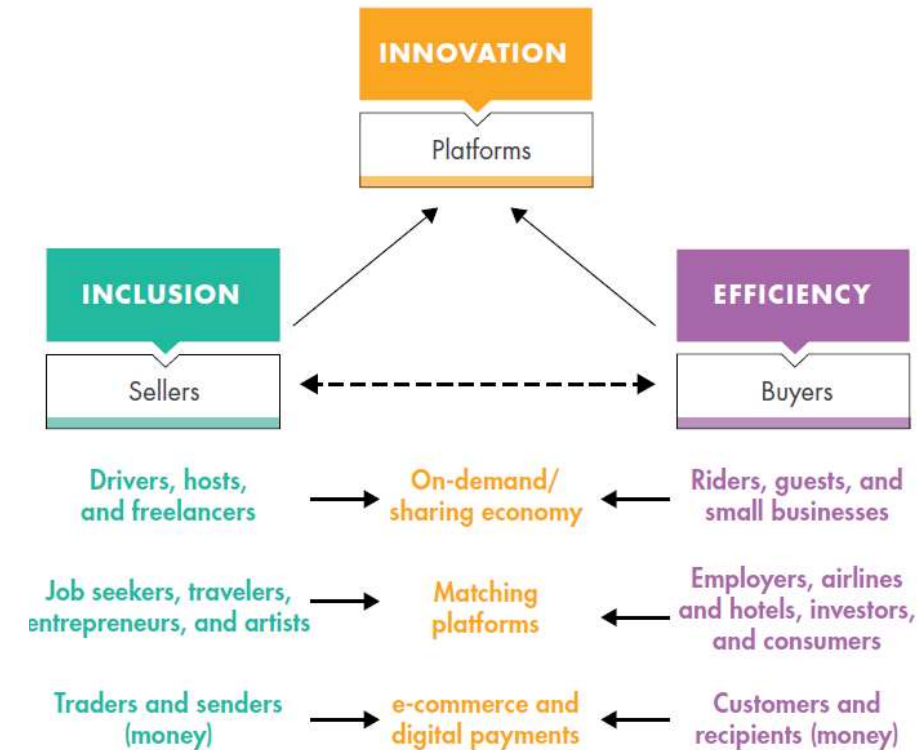 INNOVATION
Platforms
INCLUSION
EFFICIENCY
Sellers
Buyers
Drivers, hosts,
and freelancers
On-demand/
sharing economy
Riders, guests, and
small businesses
Job seekers, travelers,
entrepreneurs, and artists
Matching
platforms
Employers, airlines
and hotels, investors,
and consumers
Traders and senders
(money)
e-commerce and
digital payments
Customers and
recipients (money)